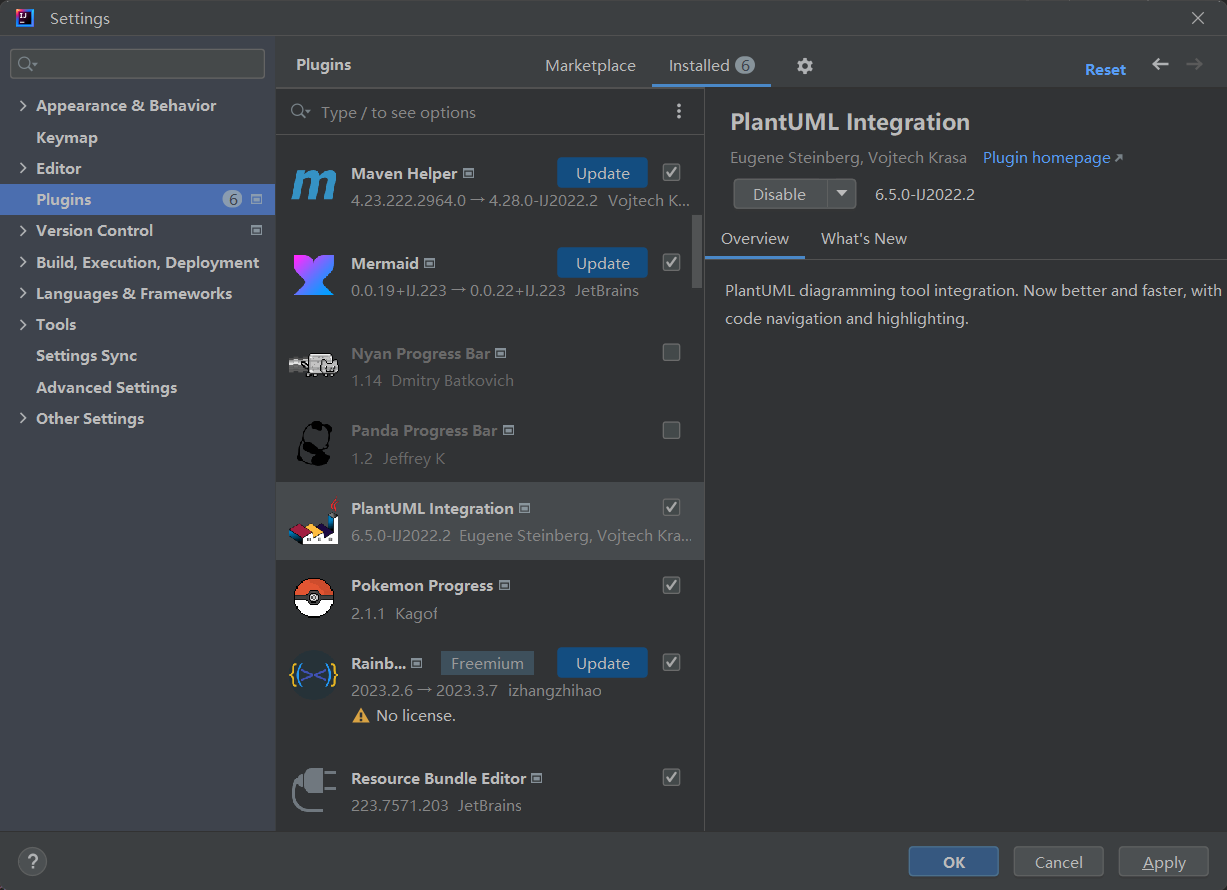 Settings
Plugins
Marketplace
Installed 6
Reset
Appearance & Behavior
Keymap
Editor
Plugins 6
Version Control
Build, Execution, Deployment
Languages & Frameworks
Tools
Settings Sync
Advanced Settings
Other Settings
Type / to see options
Maven Helper
Update
4.23.222.2964.0 → 4.28.0-IJ2022.2 Vojtech K...
Mermaid
Update
0.0.19+IJ.223 → 0.0.22+IJ.223 JetBrains
Nyan Progress Bar
1.14 Dmitry Batkovich
Panda Progress Bar
1.2 Jeffrey K
PlantUML Integration
6.5.0-IJ2022.2 Eugene Steinberg, Vojtech Kra...
Pokemon Progress
2.1.1 Kagof
Rainb...
Freemium
Update
2023.2.6 → 2023.3.7 izhangzhihao
No license.
Resource Bundle Editor
223.7571.203 JetBrains
PlantUML Integration
Eugene Steinberg, Vojtech Krasa
Plugin homepage ↗
Disable
6.5.0-IJ2022.2
Overview
What's New
PlantUML diagramming tool integration. Now better and faster, with
code navigation and highlighting.
?
OK
Cancel
Apply